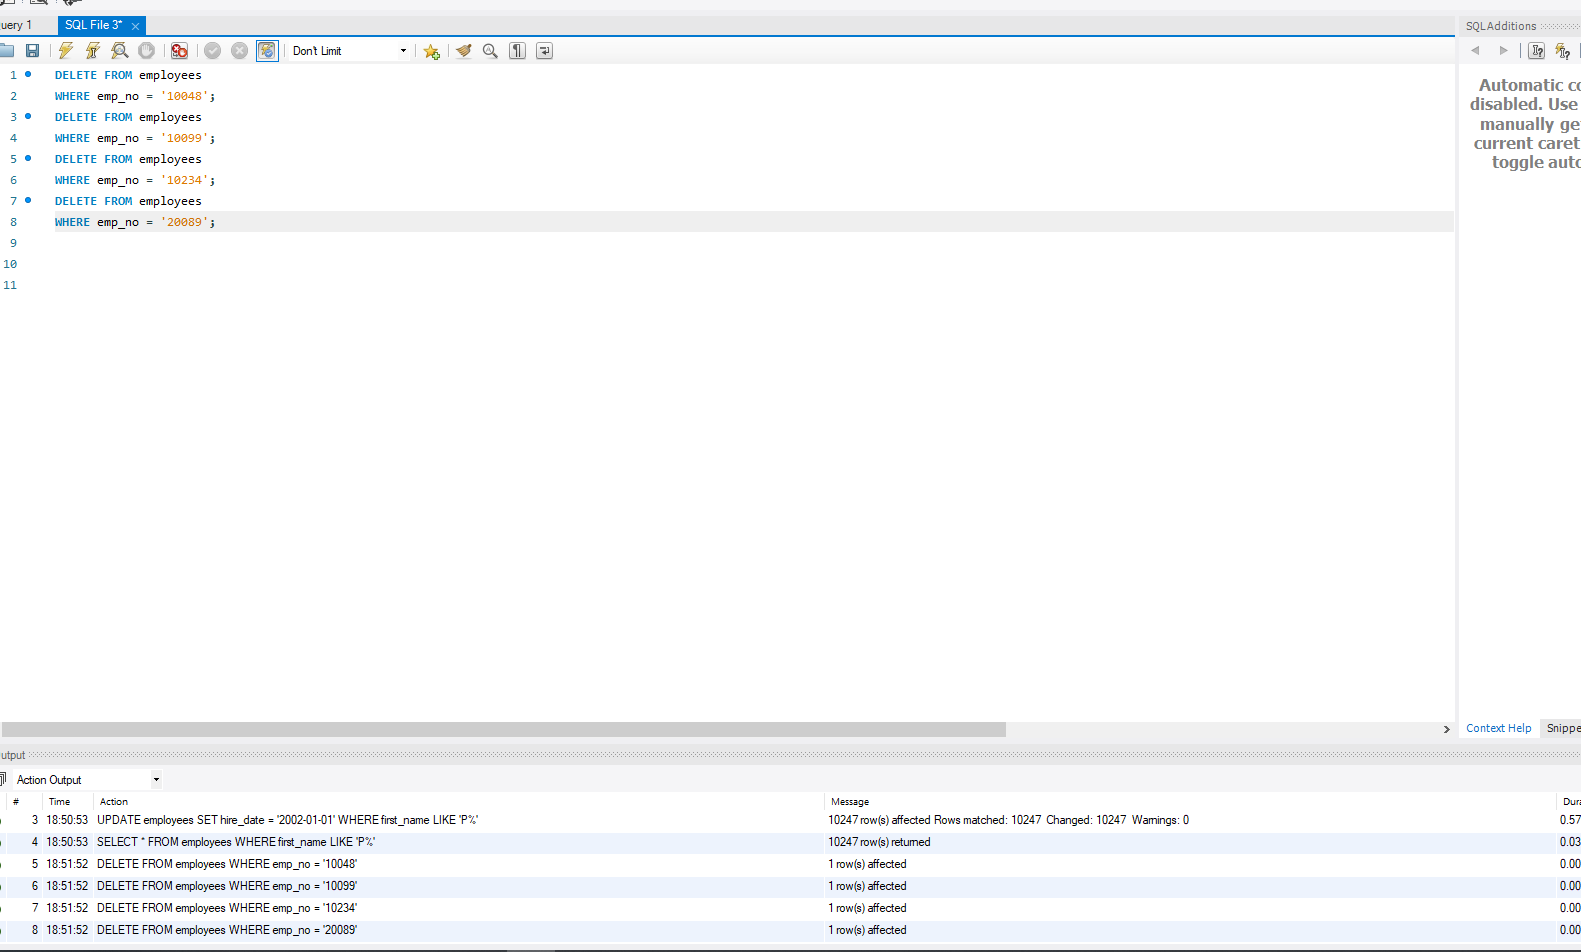 uery 1
SQL File 3*
SQLAdditions
Don't Limit
1 DELETE FROM employees
2 WHERE emp_no = '10048';
3 DELETE FROM employees
4 WHERE emp_no = '10099';
5 DELETE FROM employees
6 WHERE emp_no = '10234';
7 DELETE FROM employees
8 WHERE emp_no = '20089';
9
10
11
Automatic co
disabled. Use
manually ge
current caret
toggle auto
Context Help Snippe
utput
Action Output
# Time Action Message Dura
3 18:50:53 UPDATE employees SET hire_date = '2002-01-01' WHERE first_name LIKE 'P%' 10247 row(s) affected Rows matched: 10247 Changed: 10247 Warnings: 0 0.57
4 18:50:53 SELECT * FROM employees WHERE first_name LIKE 'P%' 10247 row(s) returned 0.03
5 18:51:52 DELETE FROM employees WHERE emp_no = '10048' 1 row(s) affected 0.00
6 18:51:52 DELETE FROM employees WHERE emp_no = '10099' 1 row(s) affected 0.00
7 18:51:52 DELETE FROM employees WHERE emp_no = '10234' 1 row(s) affected 0.00
8 18:51:52 DELETE FROM employees WHERE emp_no = '20089' 1 row(s) affected 0.00